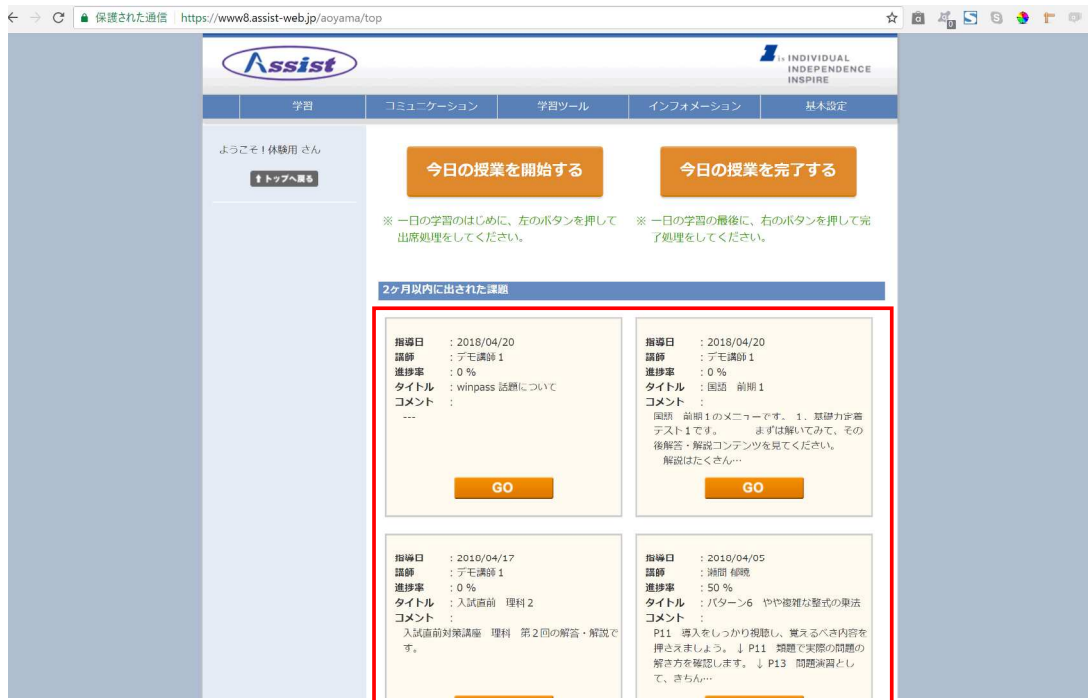 保護された通信 https://www8.assist-web.jp/aoyama/top
Assist
is INDIVIDUAL
INDEPENDENCE
INSPIRE
学習 コミュニケーション 学習ツール インフォメーション 基本設定
ようこそ！体験用 さん
トップへ戻る
今日の授業を開始する
今日の授業を完了する
※ 一日の学習のはじめに、左のボタンを押して
出席処理をしてください。
※ 一日の学習の最後に、右のボタンを押して完
了処理をしてください。
2ヶ月以内に出された課題
指導日 : 2018/04/20
講師 : デモ講師１
進捗率 : 0 %
タイトル : winpass 話題について
コメント :
---
GO
指導日 : 2018/04/20
講師 : デモ講師１
進捗率 : 0 %
タイトル : 国語 前期１
コメント :
国語 前期１のメニューです。 １．基礎力定着
テスト１です。 まずは解いてみて、その
後解答・解説コンテンツを見てください。
解説はたくさん…
GO
指導日 : 2018/04/17
講師 : デモ講師１
進捗率 : 0 %
タイトル : 入試直前 理科２
コメント :
入試直前対策講座 理科 第２回の解答・解説で
す。
指導日 : 2018/04/05
講師 :
進捗率 : 50 %
タイトル : パターン6 やや複雑な整式の乗法
コメント :
P11 導入をしっかり視聴し、覚えるべき内容を
押さえましょう。 ↓ P11 類題で実際の問題の
解き方を確認します。 ↓ P13 問題演習とし
て、きちん…